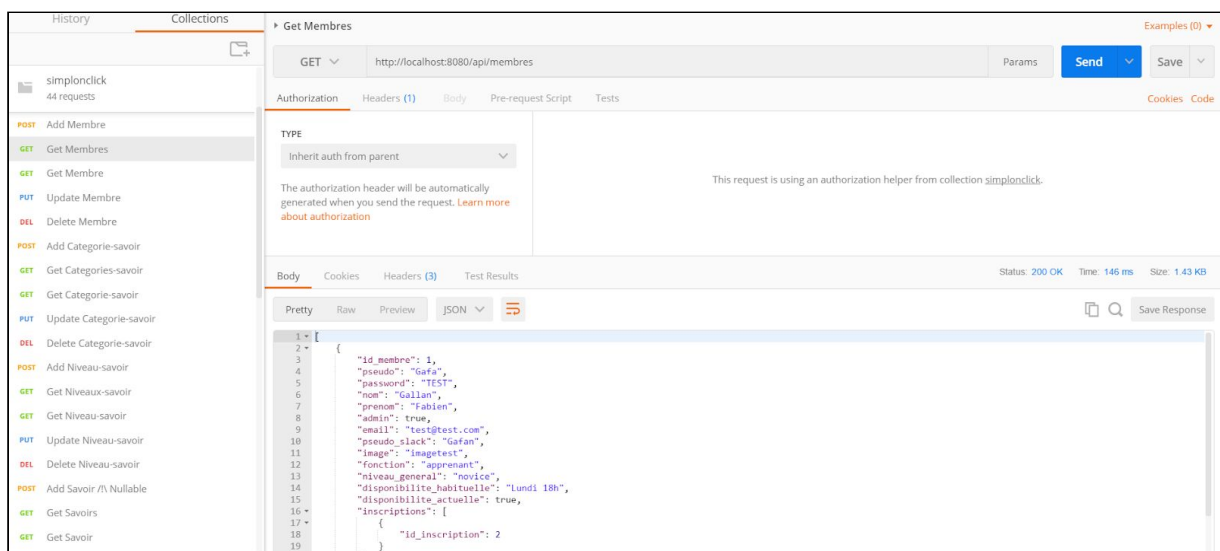 History Collections
simplonclick
44 requests
POST Add Membre
GET Get Membres
GET Get Membre
PUT Update Membre
DEL Delete Membre
POST Add Categorie-savoir
GET Get Categories-savoir
GET Get Categorie-savoir
PUT Update Categorie-savoir
DEL Delete Categorie-savoir
POST Add Niveau-savoir
GET Get Niveaux-savoir
GET Get Niveau-savoir
PUT Update Niveau-savoir
DEL Delete Niveau-savoir
POST Add Savoir /!\ Nullable
GET Get Savoirs
GET Get Savoir
Get Membres Examples (0)
GET http://localhost:8080/api/membres Params Send Save
Authorization Headers (1) Body Pre-request Script Tests Cookies Code
TYPE
Inherit auth from parent
The authorization header will be automatically
generated when you send the request. Learn more
about authorization
This request is using an authorization helper from collection simplonclick.
Body Cookies Headers (3) Test Results Status: 200 OK Time: 146 ms Size: 1.43 KB
Pretty Raw Preview JSON Save Response
1 [
2 {
3 "id_membre": 1,
4 "pseudo": "Gafa",
5 "password": "TEST",
6 "nom": "Gallan",
7 "prenom": "Fabien",
8 "admin": true,
9 "email": "test@test.com",
10 "pseudo_slack": "Gafan",
11 "image": "imagetest",
12 "fonction": "apprenant",
13 "niveau_general": "novice",
14 "disponibilite_habituelle": "Lundi 18h",
15 "disponibilite_actuelle": true,
16 "inscriptions": [
17 {
18 "id_inscription": 2
19 }